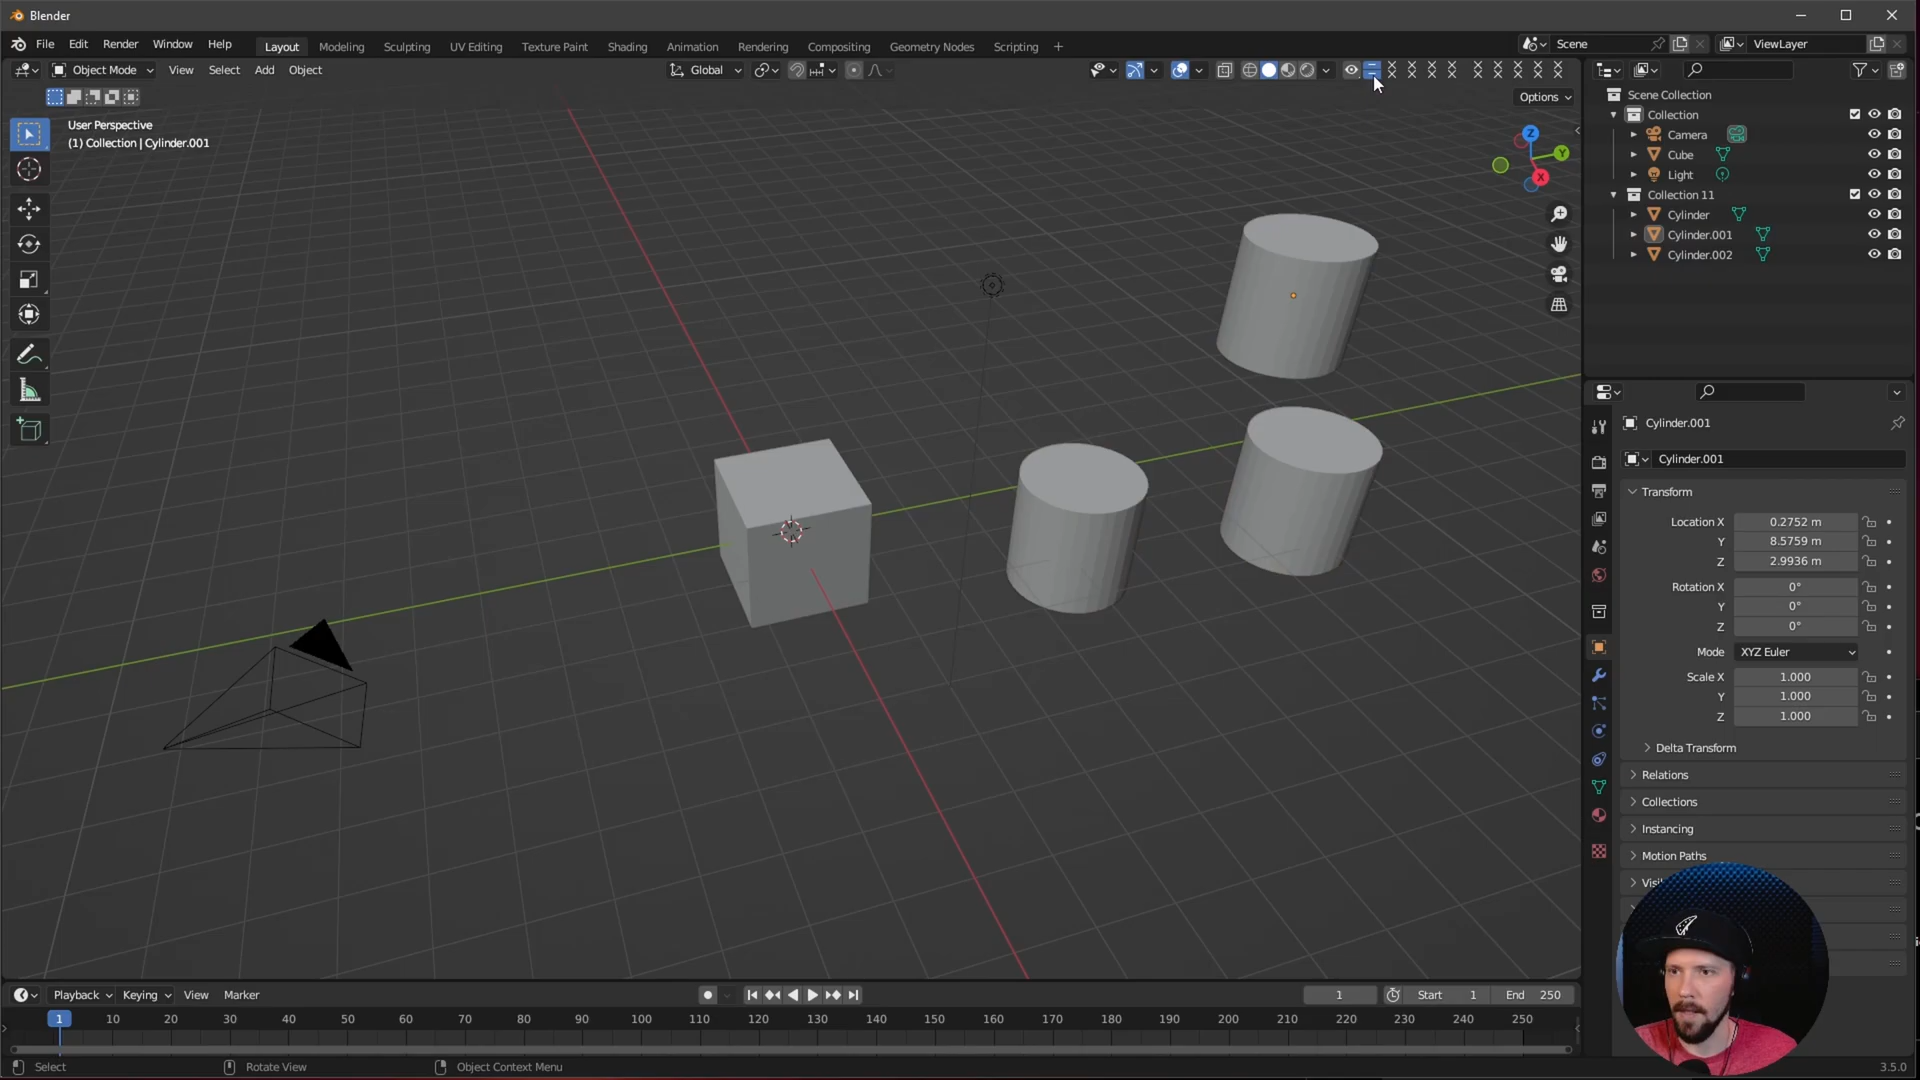 Blender
File Edit Render Window Help Layout Modeling Sculpting UV Editing Texture Paint Shading Animation Rendering Compositing Geometry Nodes Scripting + Scene ViewLayer
Object Mode View Select Add Object Global
Options
User Perspective
(1) Collection | Cylinder.001
Z
Y
X
Scene Collection
Collection
Camera
Cube
Light
Collection 11
Cylinder
Cylinder.001
Cylinder.002
Cylinder.001
Cylinder.001
Transform
Location X 0.2752 m
Y 8.5759 m
Z 2.9936 m
Rotation X 0°
Y 0°
Z 0°
Mode XYZ Euler
Scale X 1.000
Y 1.000
Z 1.000
Delta Transform
Relations
Collections
Instancing
Motion Paths
Playback Keying View Marker 1 Start 1 End 250
1 10 20 30 40 50 60 70 80 90 100 110 120 130 140 150 160 170 180 190 200 210 220 230 240 250
Select Rotate View Object Context Menu 3.5.0